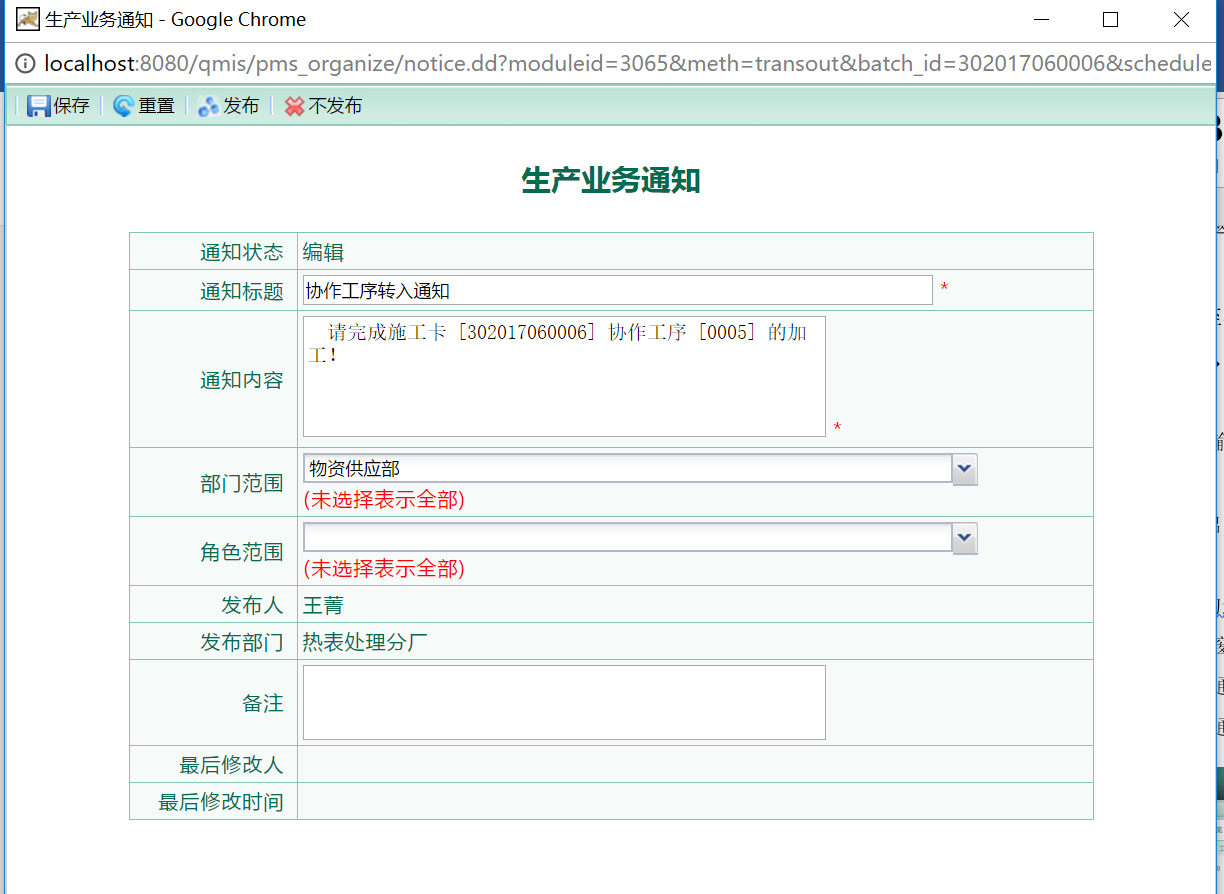 生产业务通知 - Google Chrome
localhost:8080/qmis/pms_organize/notice.dd?moduleid=3065&meth=transout&batch_id=302017060006&schedule
保存 重置 发布 不发布
生产业务通知
通知状态 编辑
通知标题 协作工序转入通知 *
通知内容 请完成施工卡 [302017060006] 协作工序 [0005] 的加
工! *
部门范围 物资供应部
(未选择表示全部)
角色范围
(未选择表示全部)
发布人 王菁
发布部门 热表处理分厂
备注
最后修改人
最后修改时间